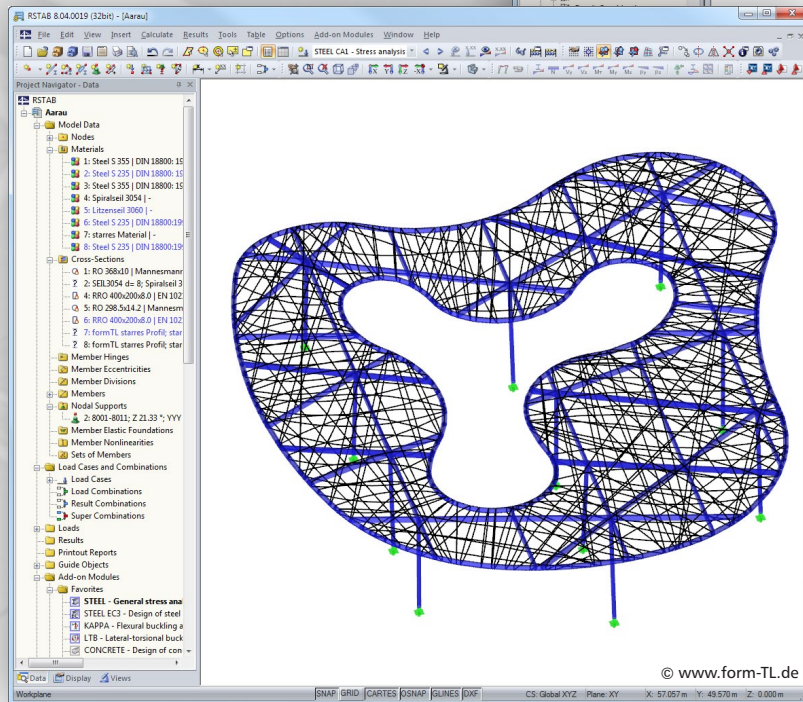 RSTAB 8.04.0019 (32bit) - [Aarau]
File Edit View Insert Calculate Results Tools Table Options Add-on Modules Window Help
STEEL CA1 - Stress analysis
Project Navigator - Data
RSTAB
Aarau
Model Data
Nodes
Materials
1: Steel S 355 | DIN 18800: 19
2: Steel S 235 | DIN 18800: 19
3: Steel S 355 | DIN 18800: 19
4: Spiralseil 3054 | -
5: Litzenseil 3060 | -
6: Steel S 235 | DIN 18800:199
7: starres Material | -
8: Steel S 235 | DIN 18800:199
Cross-Sections
1: RO 368x10 | Mannesmann
2: SEIL3054 d= 8; Spiralseil 3
4: RRO 400x200x8.0 | EN 102
5: RO 298.5x14.2 | Mannesm
6: RRO 400x200x8.0 | EN 102
7: formTL starres Profil; star
8: formTL starres Profil; star
Member Hinges
Member Eccentricities
Member Divisions
Members
Nodal Supports
2: 8001-8011; Z 21.33 °; YYY
Member Elastic Foundations
Member Nonlinearities
Sets of Members
Load Cases and Combinations
Load Cases
Load Combinations
Result Combinations
Super Combinations
Loads
Results
Printout Reports
Guide Objects
Add-on Modules
Favorites
STEEL - General stress anal
STEEL EC3 - Design of steel
KAPPA - Flexural buckling a
LTB - Lateral-torsional buck
CONCRETE - Design of con
Data Display Views
© www.form-TL.de
Workplane SNAP GRID CARTES OSNAP GLINES DXF CS: Global XYZ Plane: XY X: 57.057 m Y: 49.570 m Z: 0.000 m